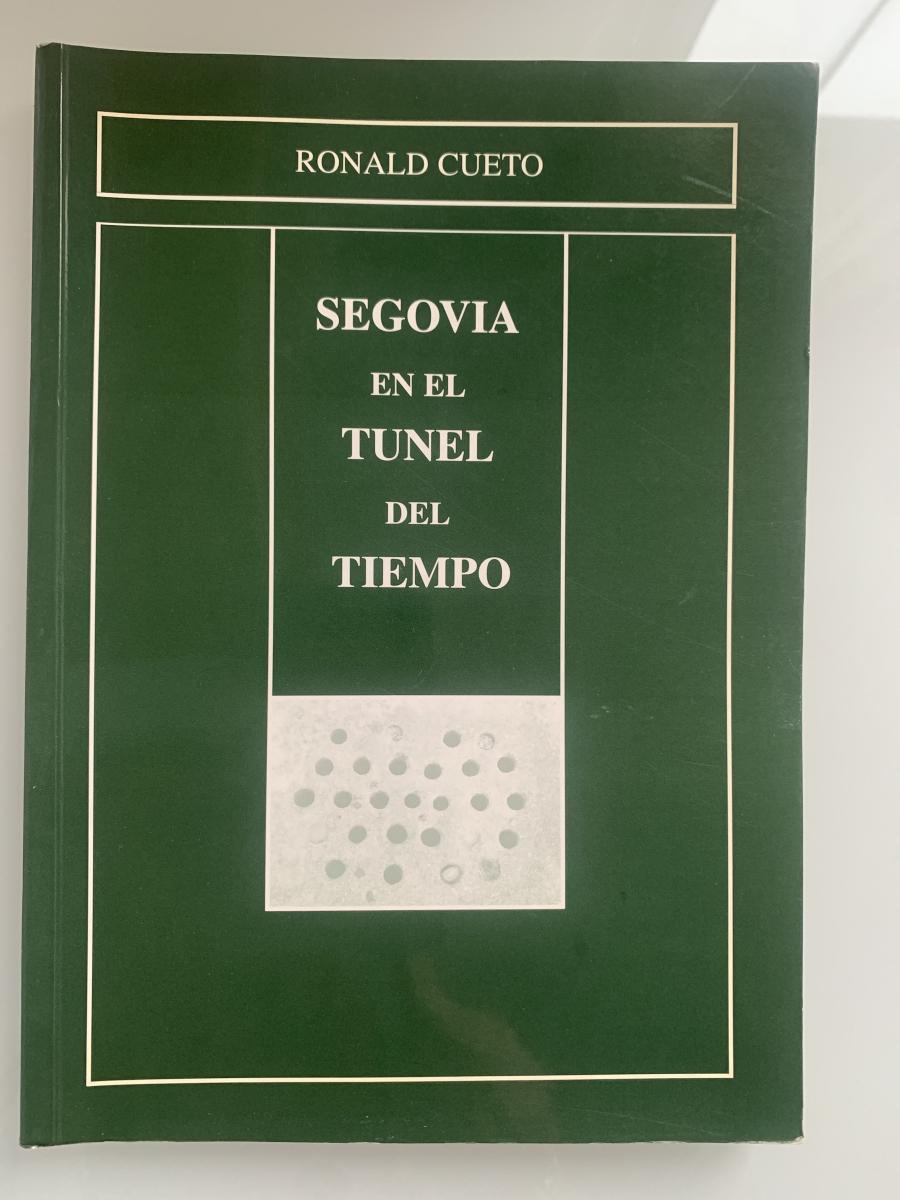 RONALD CUETO
SEGOVIA
EN EL
TUNEL
DEL
TIEMPO